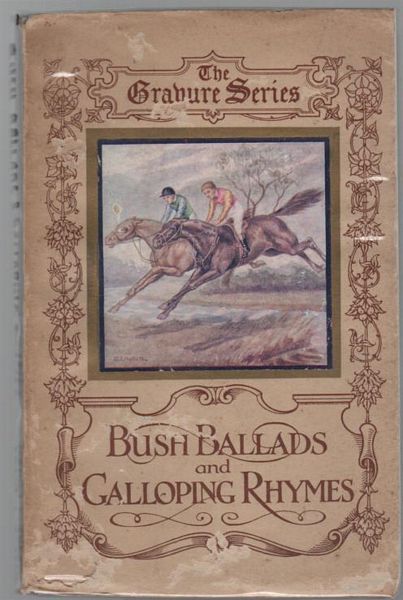 The
Gravure Series
BUSH BALLADS
and
GALLOPING RHYMES